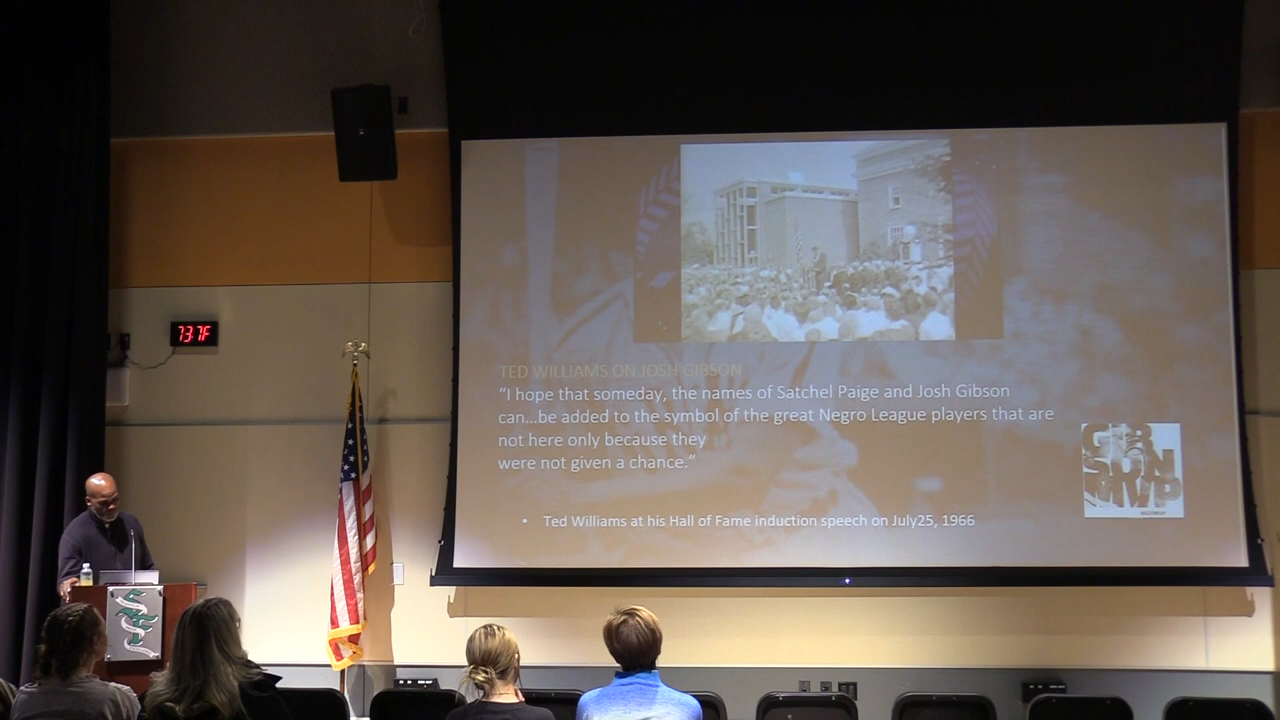 73.7F
TED WILLIAMS ON JOSH GIBSON
“I hope that someday, the names of Satchel Paige and Josh Gibson
can...be added to the symbol of the great Negro League players that are
not here only because they
were not given a chance.”
• Ted Williams at his Hall of Fame induction speech on July25, 1966